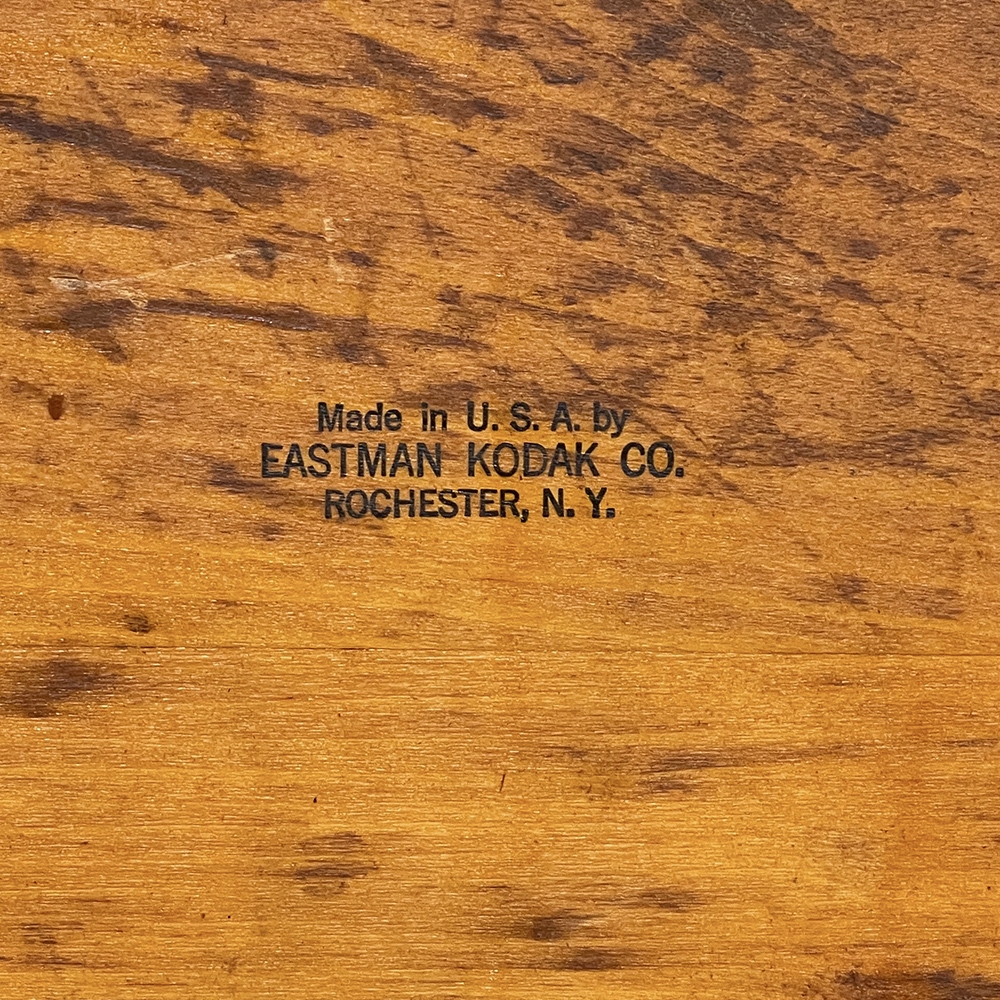 Made in U. S. A. by
EASTMAN KODAK CO.
ROCHESTER, N. Y.